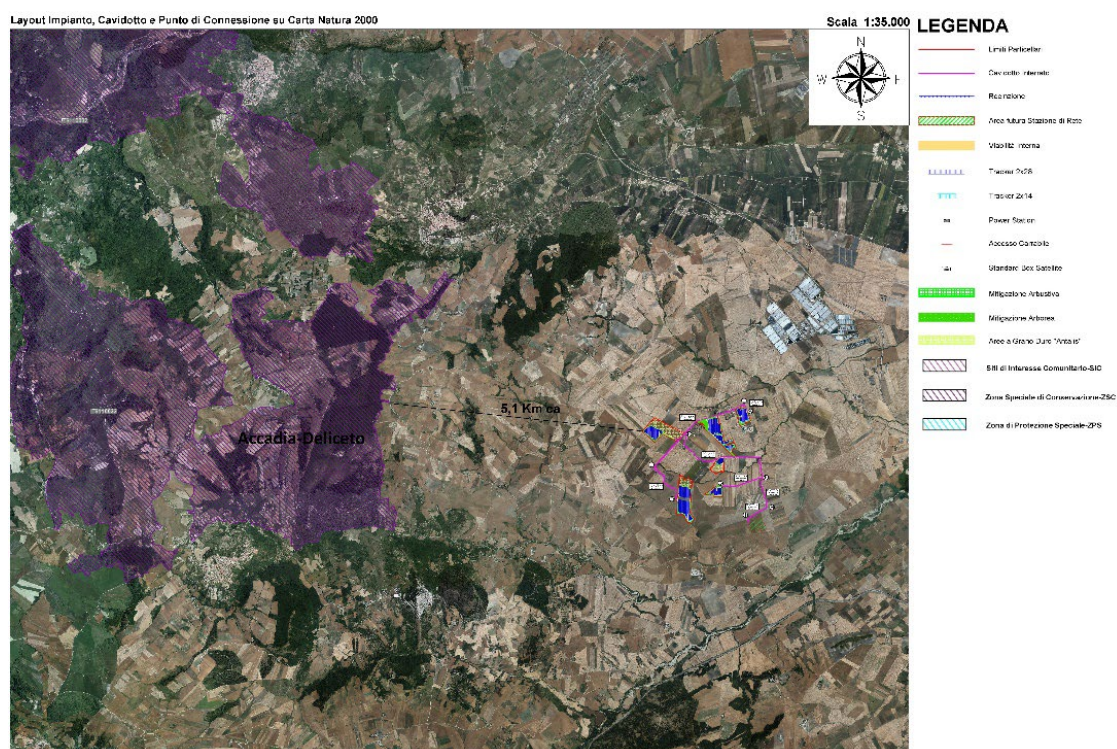 Layout Impianto, Cavidotto e Punto di Connessione su Carta Natura 2000
Scala 1:35.000
LEGENDA
N
W
E
S
Limiti Particellari
Cavidotto Interrato
Recinzione
Area futura Stazione di Rete
Viabilità Interna
Tracker 2x28
Tracker 2x14
Power Station
Accesso Carrabile
Standard Box Satellite
Mitigazione Arbustiva
Mitigazione Arborea
Aree a Grano Duro "Antalis"
Siti di Interesse Comunitario-SIC
Zona Speciale di Conservazione-ZSC
Zona di Protezione Speciale-ZPS
5,1 Km ca
Accadia-Deliceto